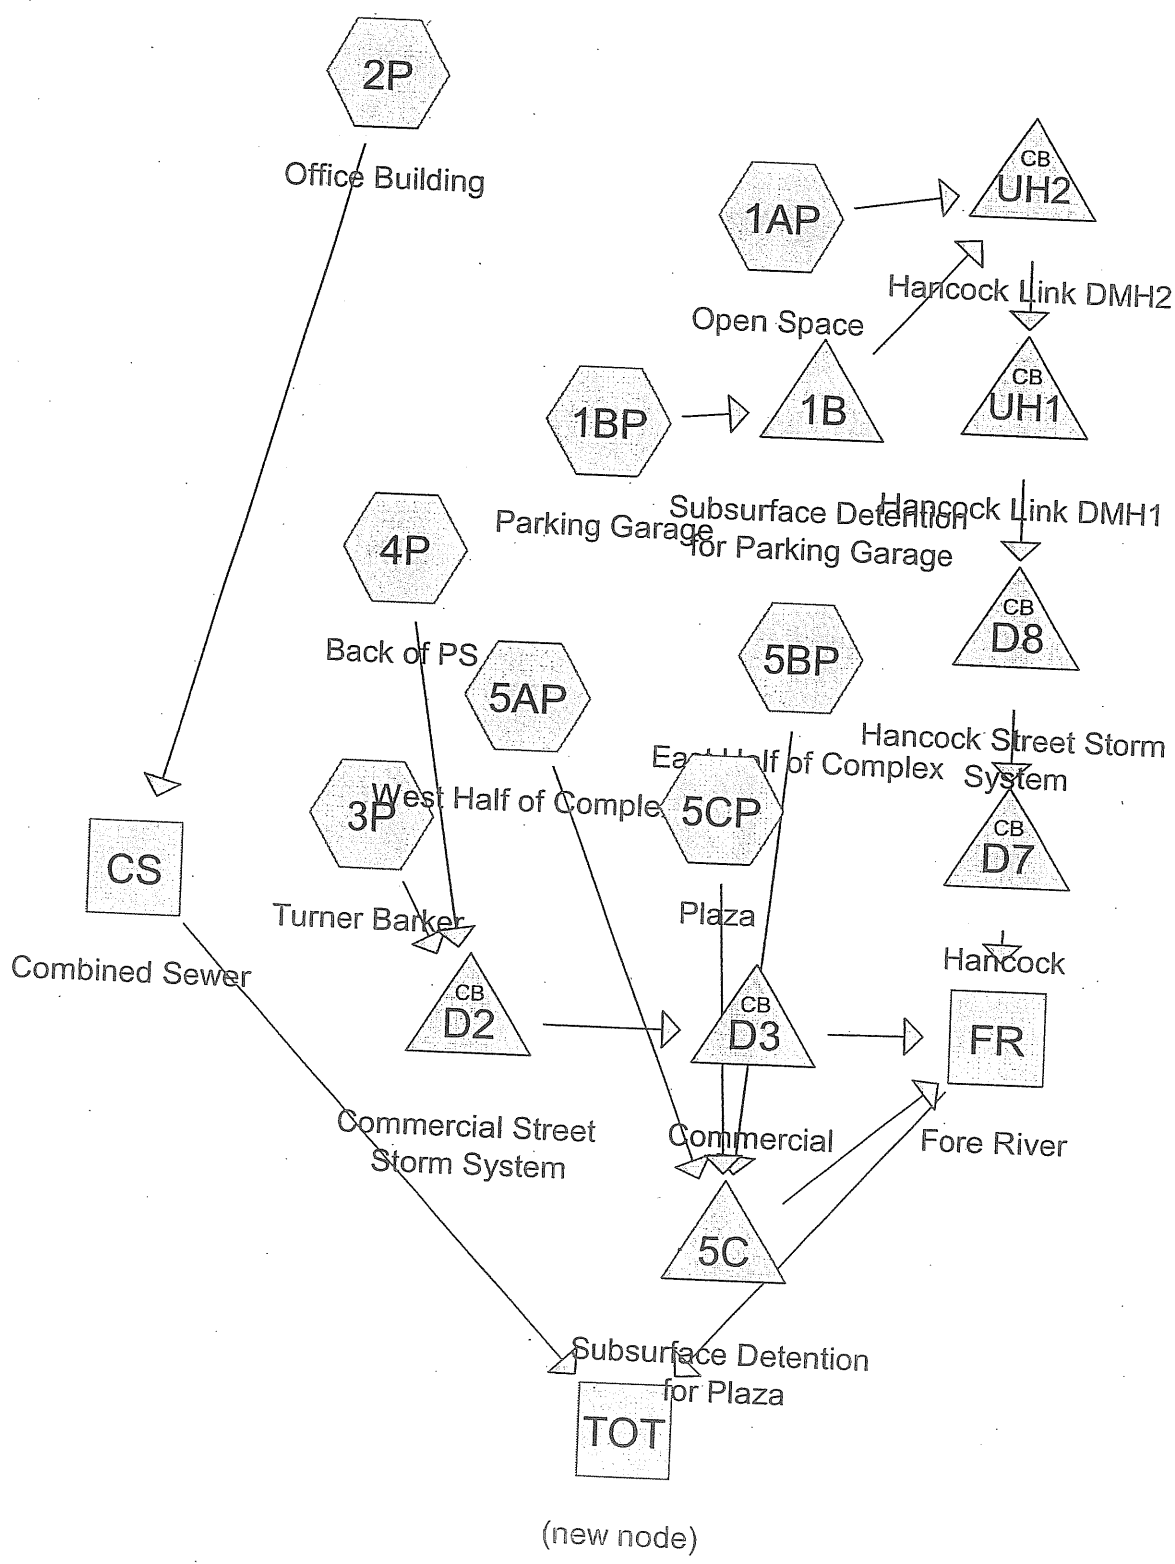 2P
Office Building
CB
UH2
1AP
Hancock Link DMH2
Open Space
CB
UH1
1B
1BP
Hancock Link DMH1
Subsurface Detention
for Parking Garage
Parking Garage
4P
CB
D8
Back of PS
5BP
5AP
Hancock Street Storm
System
East Half of Complex
West Half of Comple
3P
5CP
CB
D7
CS
Turner Barker
Plaza
Hancock
Combined Sewer
CB
D2
CB
D3
FR
Commercial Street
Storm System
Commercial
Fore River
5C
Subsurface Detention
for Plaza
TOT
(new node)